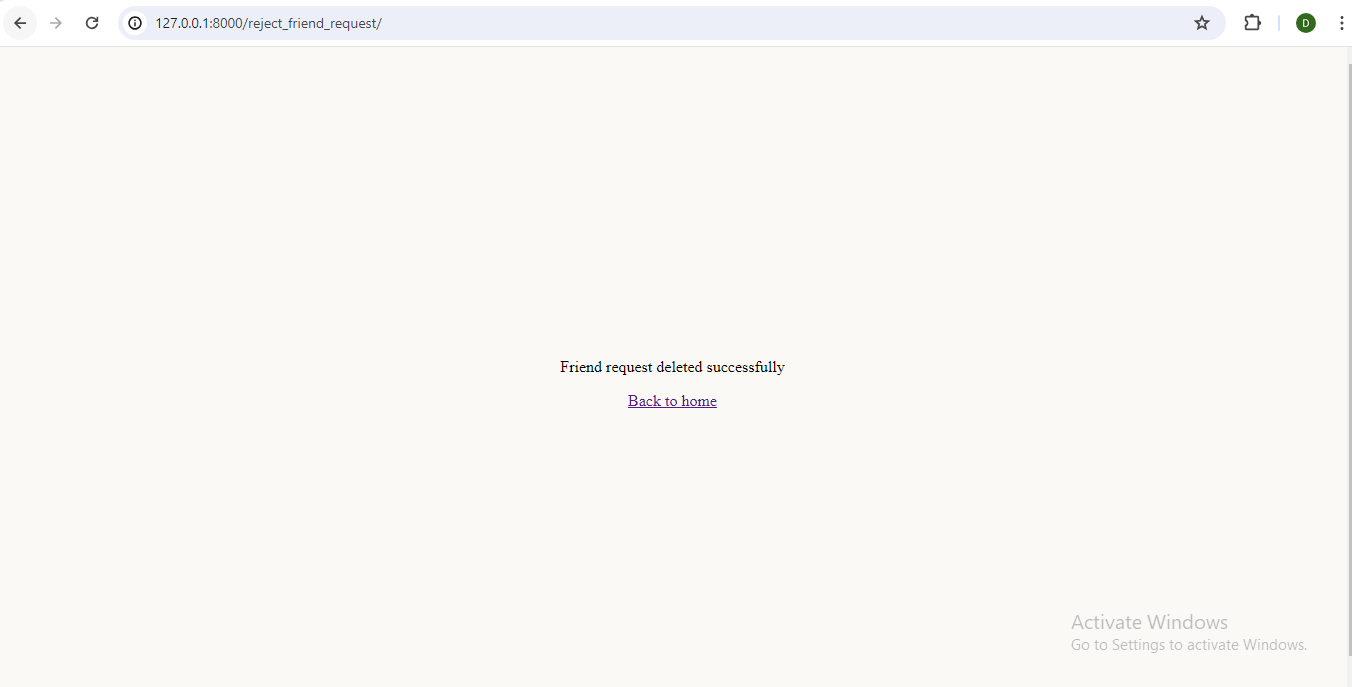 127.0.0.1:8000/reject_friend_request/
D
Friend request deleted successfully
Back to home
Activate Windows
Go to Settings to activate Windows.